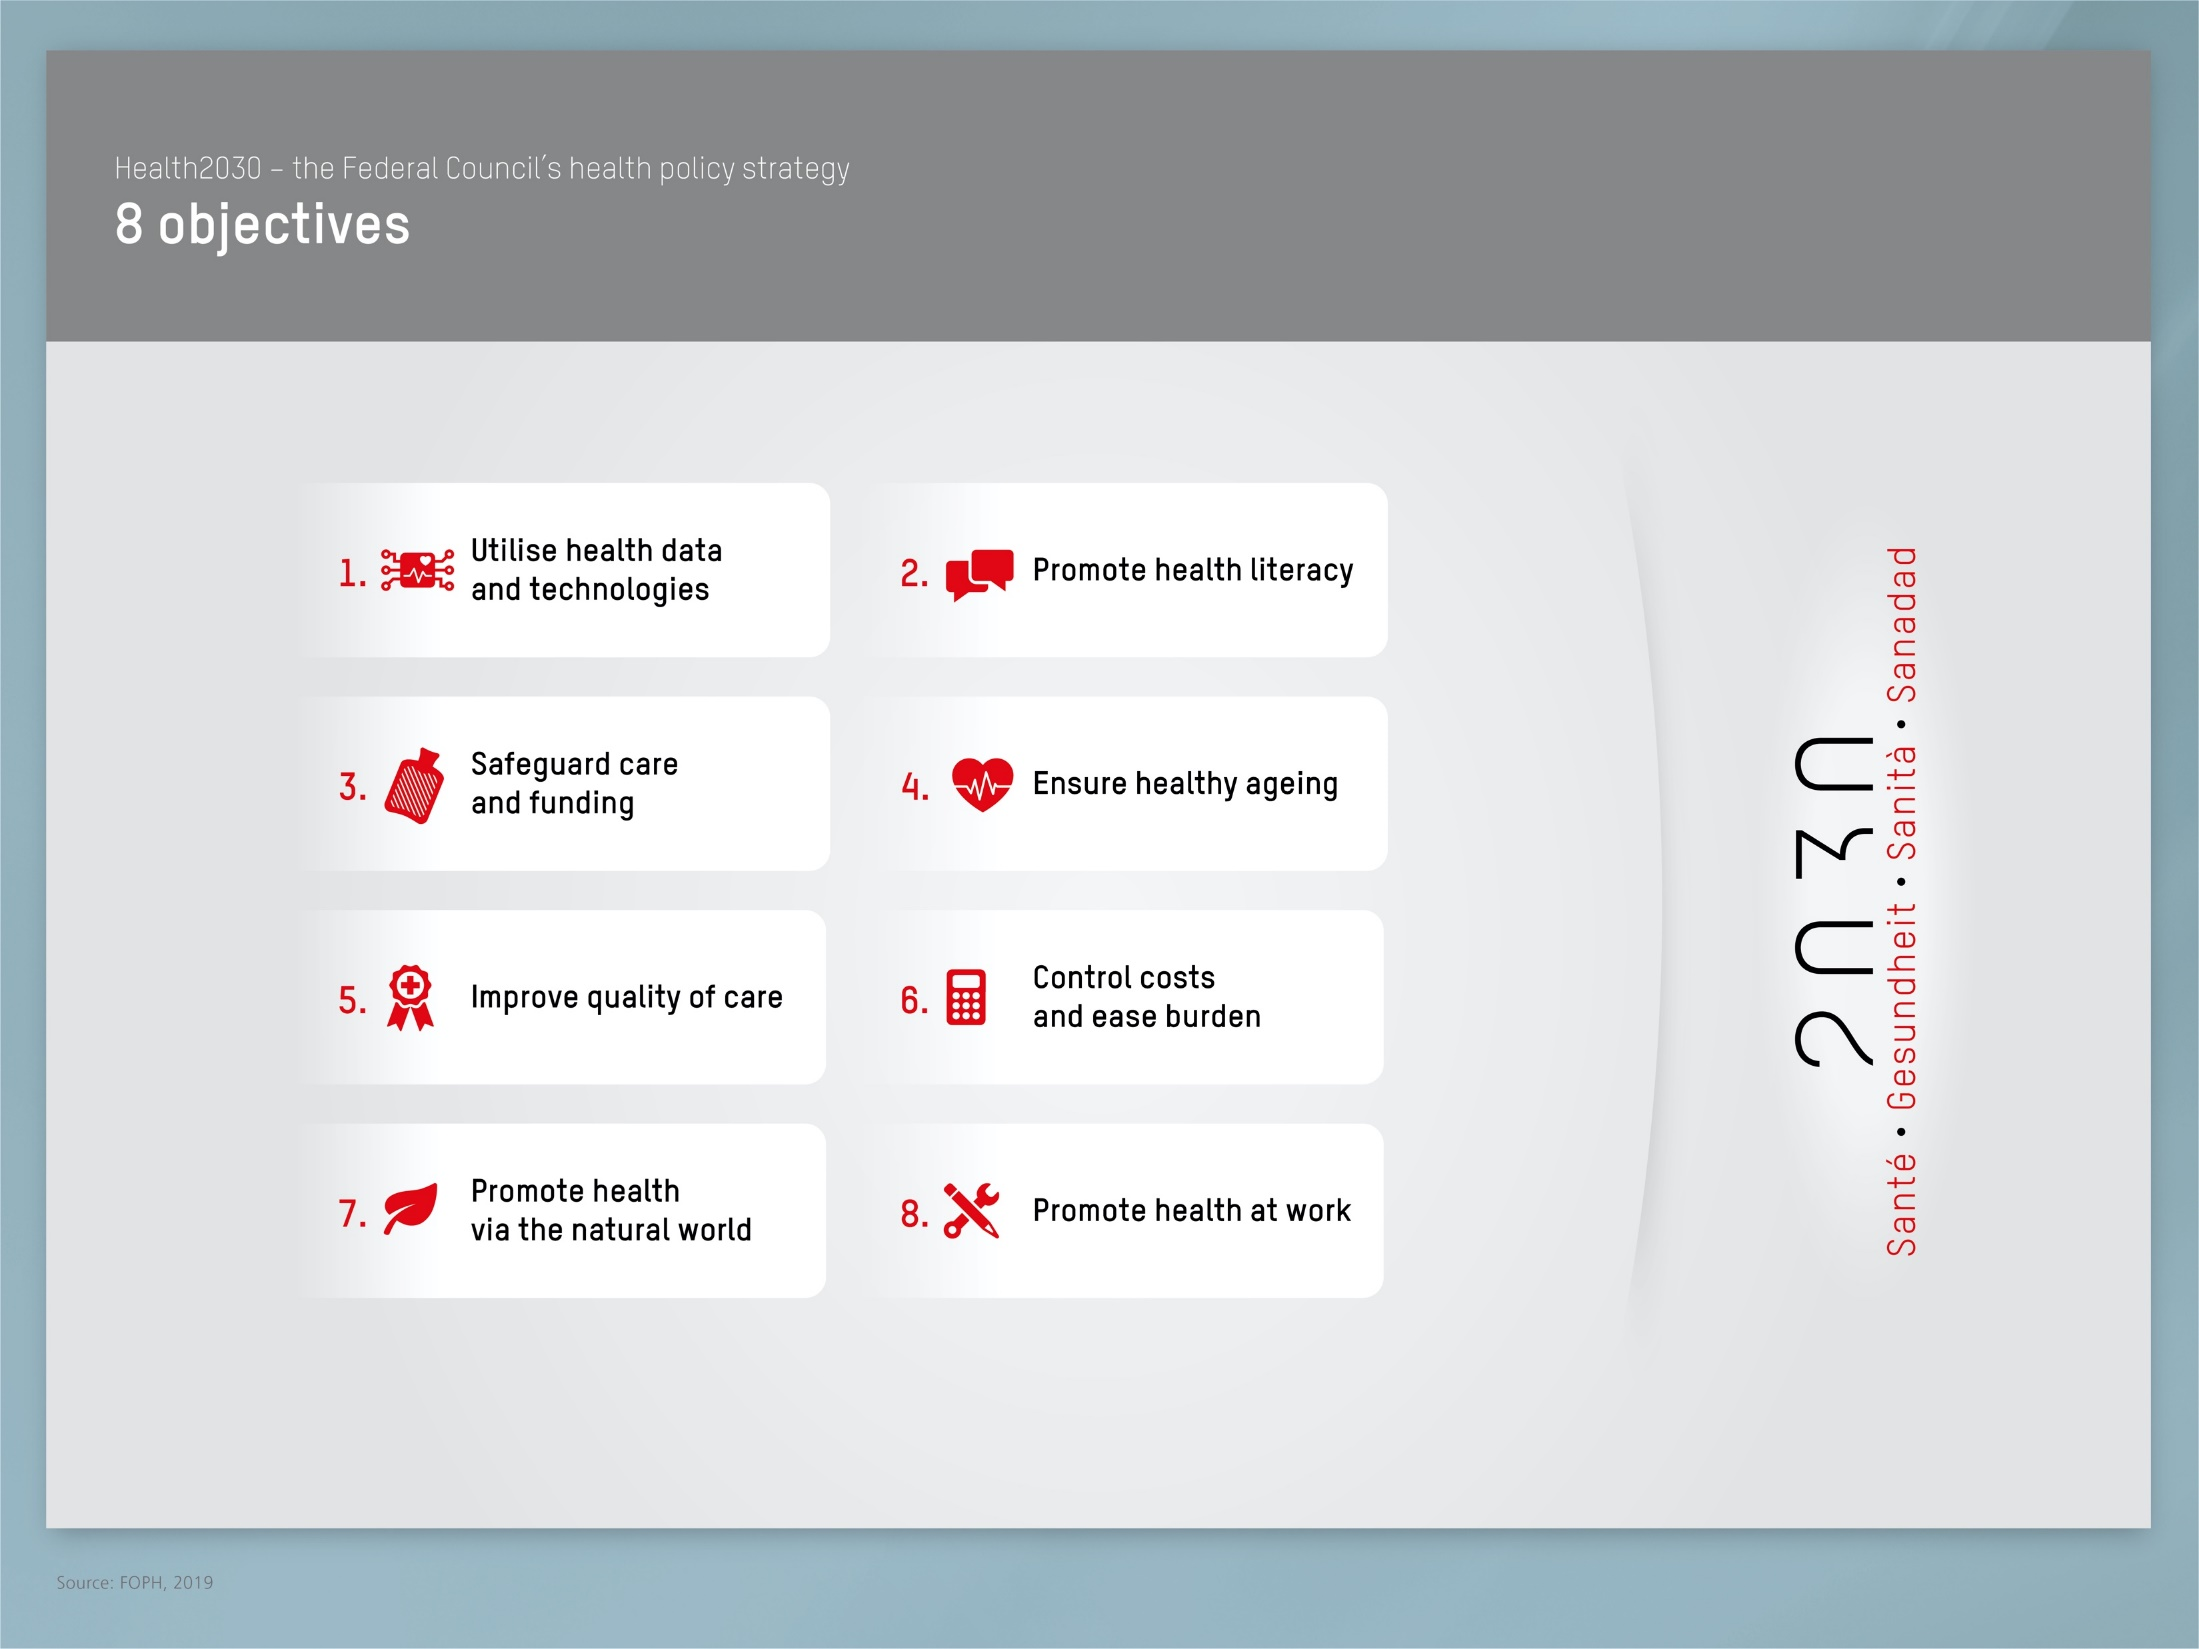 Health2030 – the Federal Council's health policy strategy
8 objectives
1. Utilise health data
and technologies
2. Promote health literacy
3. Safeguard care
and funding
4. Ensure healthy ageing
5. Improve quality of care
6. Control costs
and ease burden
7. Promote health
via the natural world
8. Promote health at work
2030
Santé • Gesundheit • Sanità • Sanadad
Source: FOPH, 2019